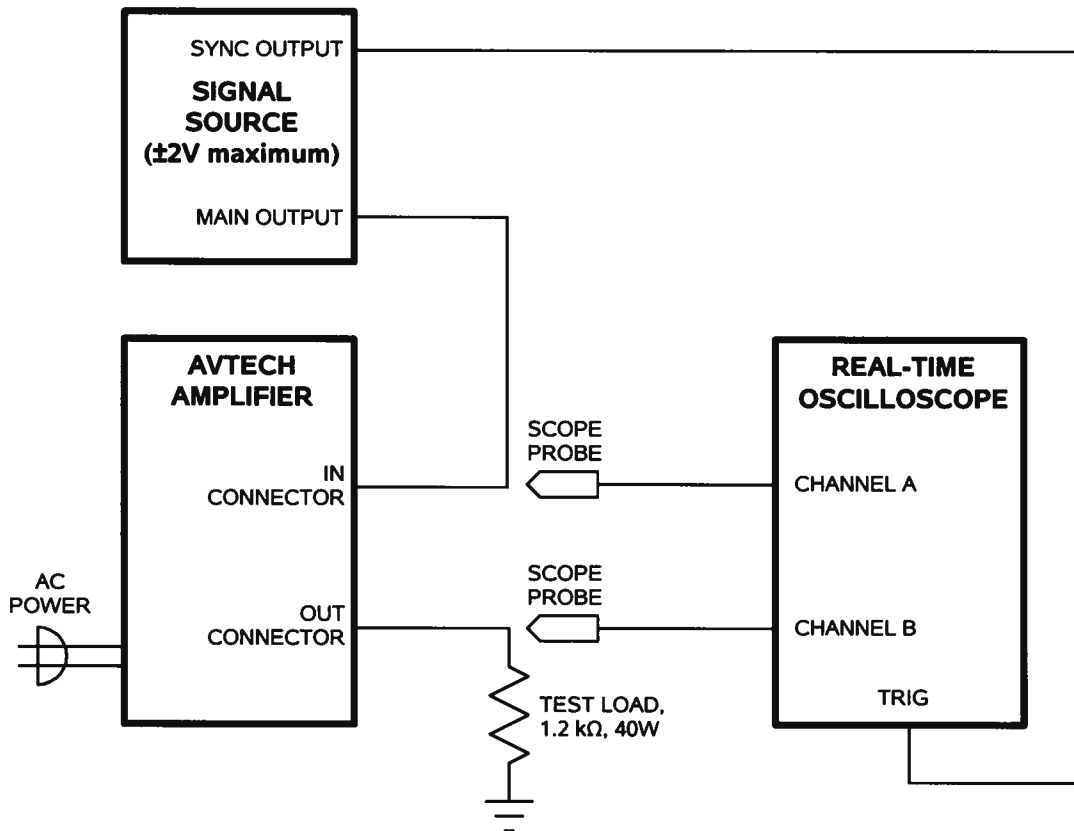 SYNC OUTPUT
SIGNAL
SOURCE
(±2V maximum)
MAIN OUTPUT
AVTECH
AMPLIFIER
IN
CONNECTOR
OUT
CONNECTOR
AC
POWER
SCOPE
PROBE
SCOPE
PROBE
TEST LOAD,
1.2 kΩ, 40W
REAL-TIME
OSCILLOSCOPE
CHANNEL A
CHANNEL B
TRIG